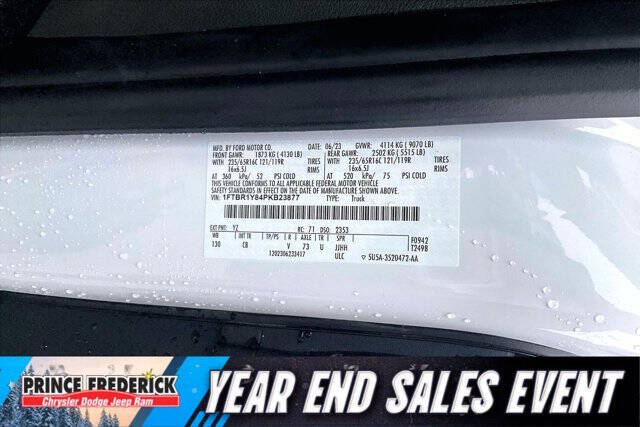 MFD. BY FORD MOTOR CO.
06/23 GVWR: 4114 KG ( 9070 LB)
FRONT GAWR: 1873 KG ( 4130 LB) REAR GAWR: 2502 KG ( 5515 LB)
WITH 235/65R16C 121/119R TIRES WITH 235/65R16C 121/119R TIRES
16x6.5J RIMS 16x6.5J RIMS
AT 360 kPa/ 52 PSI COLD AT 520 kPa/ 75 PSI COLD
THIS VEHICLE CONFORMS TO ALL APPLICABLE FEDERAL MOTOR VEHICLE
SAFETY STANDARDS IN EFFECT ON THE DATE OF MANUFACTURE SHOWN ABOVE.
VIN: 1FTBR1Y84PKB23877 TYPE: Truck
EXT PNT: YZ RC: 71 DSO: 2353
WB INT TR TP/PS R AXLE TR SPR F0942
130 CB V 73 U JJHH T2498
1202306233417 ULC ▽ 5U5A-3520472-AA
PRINCE FREDERICK
Chrysler Dodge Jeep Ram
YEAR END SALES EVENT